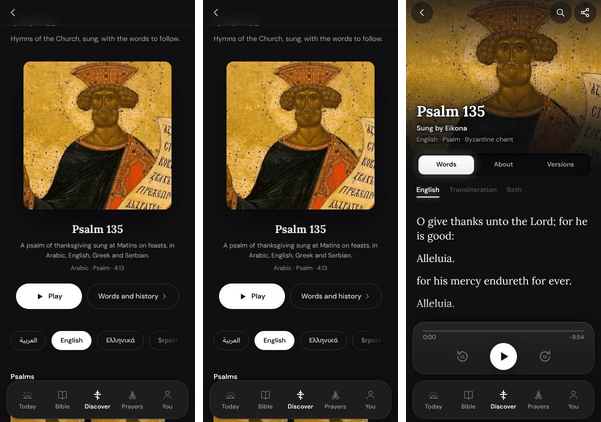 Hymns of the Church, sung, with the words to follow.
Psalm 135
A psalm of thanksgiving sung at Matins on feasts, in
Arabic, English, Greek and Serbian.
Arabic · Psalm · 4:13
Play
Words and history
العربية
English
Ελληνικά
Srpski
Psalms
Today
Bible
Discover
Prayers
You
Hymns of the Church, sung, with the words to follow.
Psalm 135
A psalm of thanksgiving sung at Matins on feasts, in
Arabic, English, Greek and Serbian.
Arabic · Psalm · 4:13
Play
Words and history
العربية
English
Ελληνικά
Psalms
Today
Bible
Discover
Prayers
You
Psalm 135
Sung by Eikona
English · Psalm · Byzantine chant
Words
About
Versions
English
Transliteration
Both
O give thanks unto the Lord; for he
is good:
Alleluia.
for his mercy endureth for ever.
Alleluia.
0:00
-8:54
Today
Bible
Discover
Prayers
You